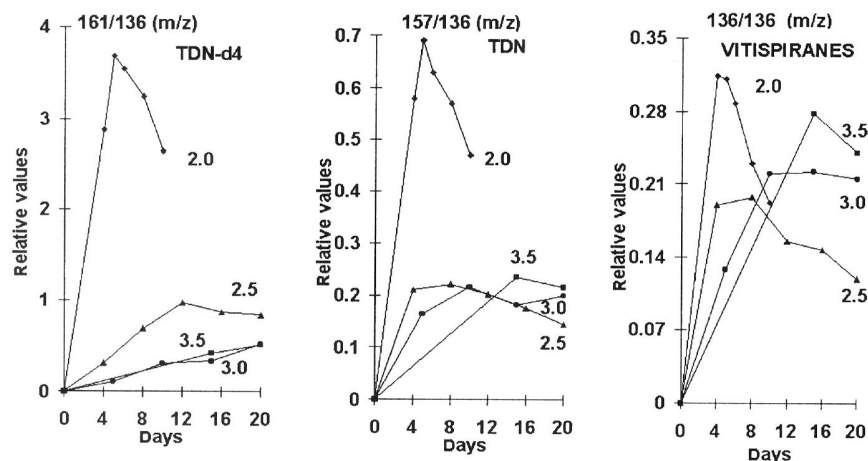 161/136 (m/z)
TDN-d4
Relative values
4
3
2
1
0
2.0
2.5
3.5
3.0
0 4 8 12 16 20
Days
157/136 (m/z)
TDN
Relative values
0.7
0.6
0.5
0.4
0.3
0.2
0.1
0
2.0
3.5
3.0
2.5
0 4 8 12 16 20
Days
136/136 (m/z)
VITISPIRANES
Relative values
0.35
0.28
0.21
0.14
0.07
0
2.0
3.5
3.0
2.5
0 4 8 12 16 20
Days